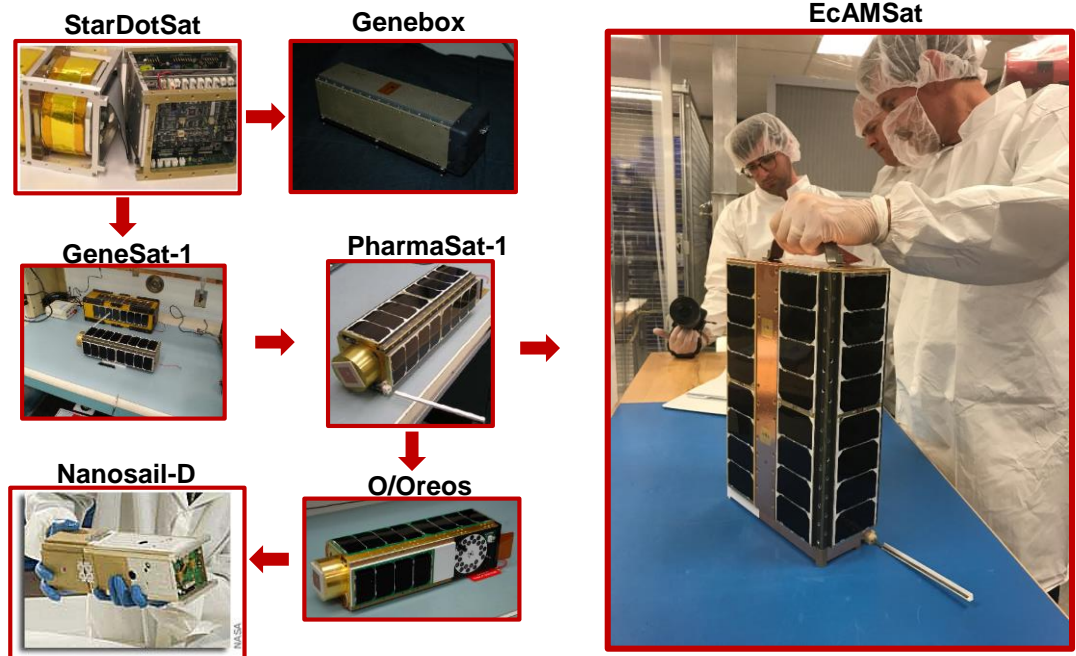 StarDotSat
Genebox
EcAMSat
GeneSat-1
PharmaSat-1
Nanosail-D
O/Oreos
NASA